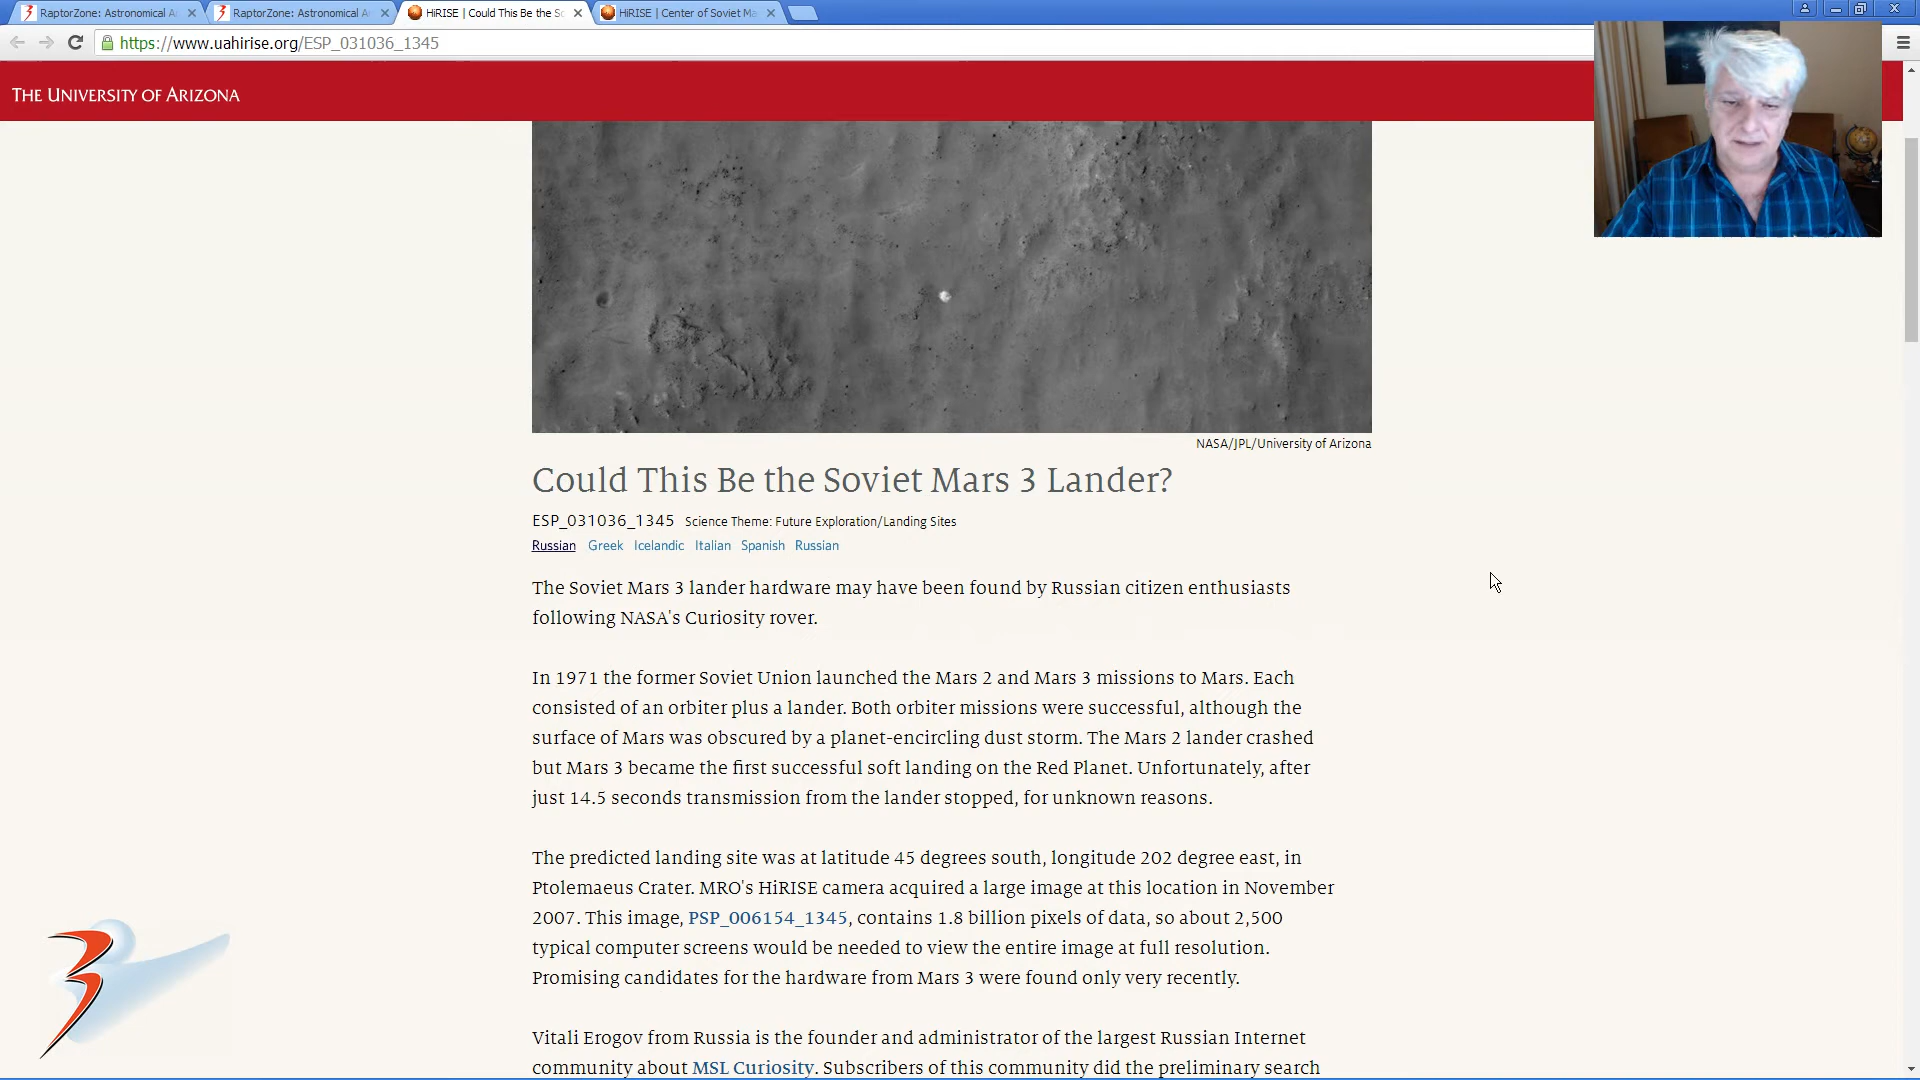 RaptorZone: Astronomical A
RaptorZone: Astronomical A
HiRISE | Could This Be the So
HiRISE | Center of Soviet Ma
https://www.uahirise.org/ESP_031036_1345
THE UNIVERSITY OF ARIZONA
NASA/JPL/University of Arizona
Could This Be the Soviet Mars 3 Lander?
ESP_031036_1345 Science Theme: Future Exploration/Landing Sites
Russian Greek Icelandic Italian Spanish Russian
The Soviet Mars 3 lander hardware may have been found by Russian citizen enthusiasts
following NASA's Curiosity rover.
In 1971 the former Soviet Union launched the Mars 2 and Mars 3 missions to Mars. Each
consisted of an orbiter plus a lander. Both orbiter missions were successful, although the
surface of Mars was obscured by a planet-encircling dust storm. The Mars 2 lander crashed
but Mars 3 became the first successful soft landing on the Red Planet. Unfortunately, after
just 14.5 seconds transmission from the lander stopped, for unknown reasons.
The predicted landing site was at latitude 45 degrees south, longitude 202 degree east, in
Ptolemaeus Crater. MRO's HiRISE camera acquired a large image at this location in November
2007. This image, PSP_006154_1345, contains 1.8 billion pixels of data, so about 2,500
typical computer screens would be needed to view the entire image at full resolution.
Promising candidates for the hardware from Mars 3 were found only very recently.
Vitali Erogov from Russia is the founder and administrator of the largest Russian Internet
community about MSL Curiosity. Subscribers of this community did the preliminary search